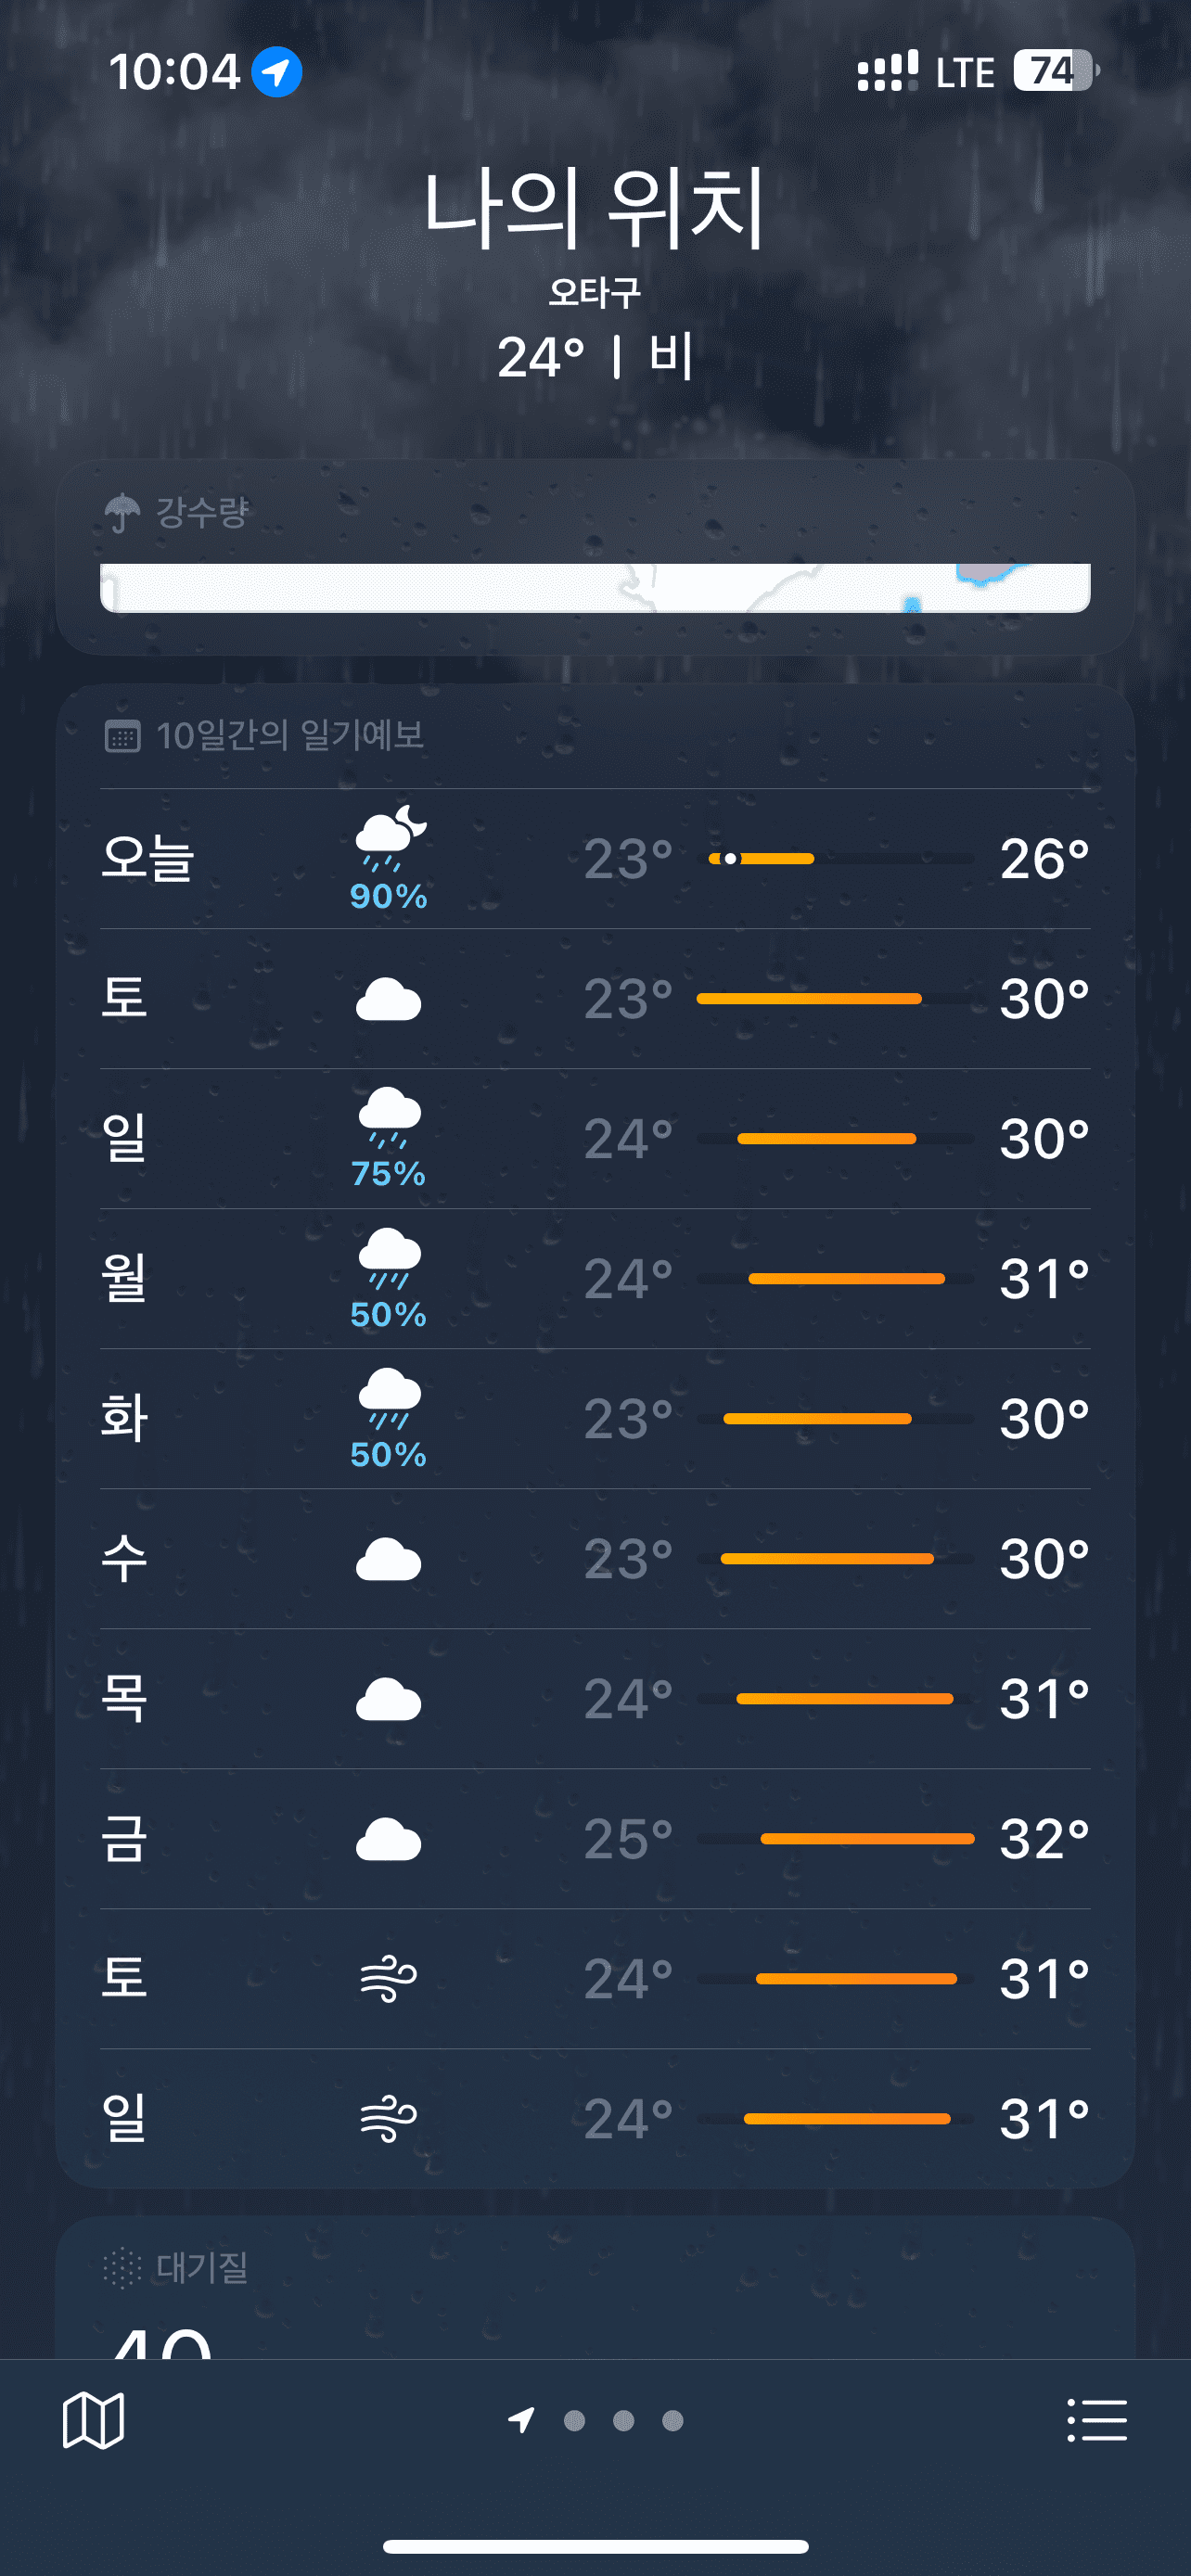 10:04 LTE 74
나의 위치
오타구
24° | 비
강수량
10일간의 일기예보
오늘 90% 23° 26°
토 23° 30°
일 75% 24° 30°
월 50% 24° 31°
화 50% 23° 30°
수 23° 30°
목 24° 31°
금 25° 32°
토 24° 31°
일 24° 31°
대기질
40